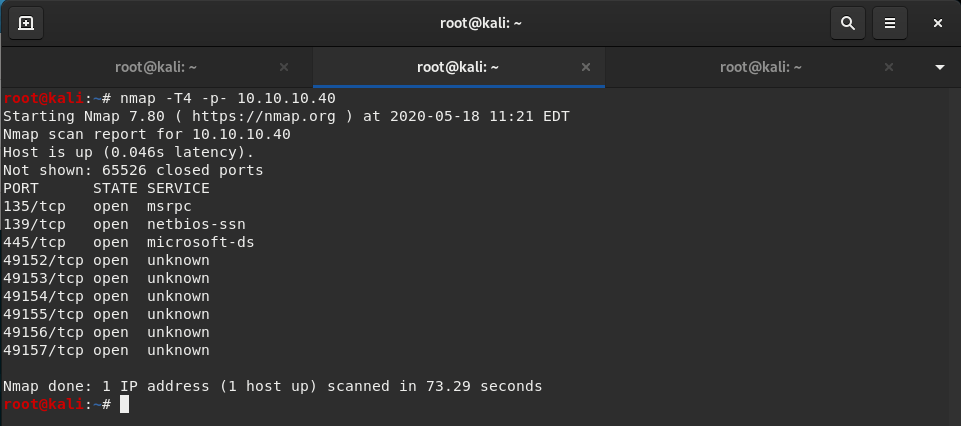 root@kali: ~
root@kali: ~ root@kali: ~ root@kali: ~
root@kali:~# nmap -T4 -p- 10.10.10.40
Starting Nmap 7.80 ( https://nmap.org ) at 2020-05-18 11:21 EDT
Nmap scan report for 10.10.10.40
Host is up (0.046s latency).
Not shown: 65526 closed ports
PORT      STATE SERVICE
135/tcp   open  msrpc
139/tcp   open  netbios-ssn
445/tcp   open  microsoft-ds
49152/tcp open  unknown
49153/tcp open  unknown
49154/tcp open  unknown
49155/tcp open  unknown
49156/tcp open  unknown
49157/tcp open  unknown
Nmap done: 1 IP address (1 host up) scanned in 73.29 seconds
root@kali:~#